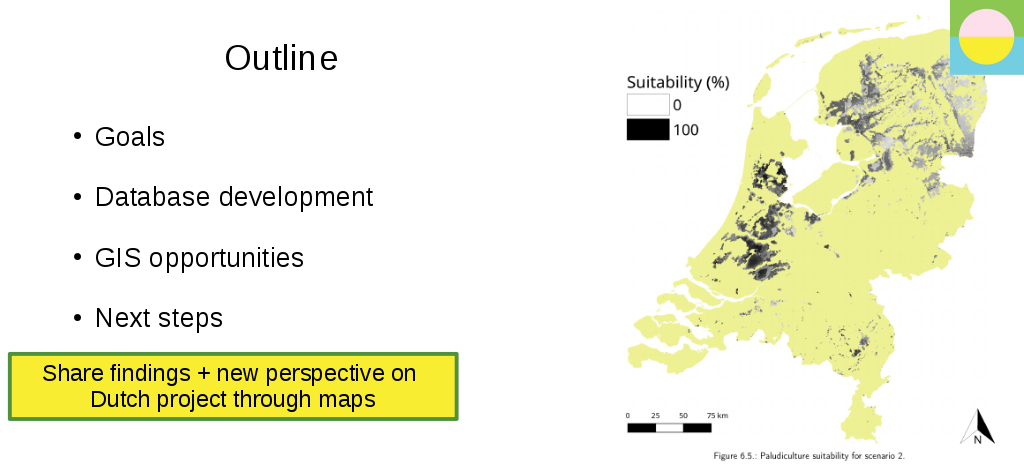 Outline
• Goals
• Database development
• GIS opportunities
• Next steps
Share findings + new perspective on
Dutch project through maps
Suitability (%)
0
100
0 25 50 75 km
N
Figure 6.5.: Paludiculture suitability for scenario 2.